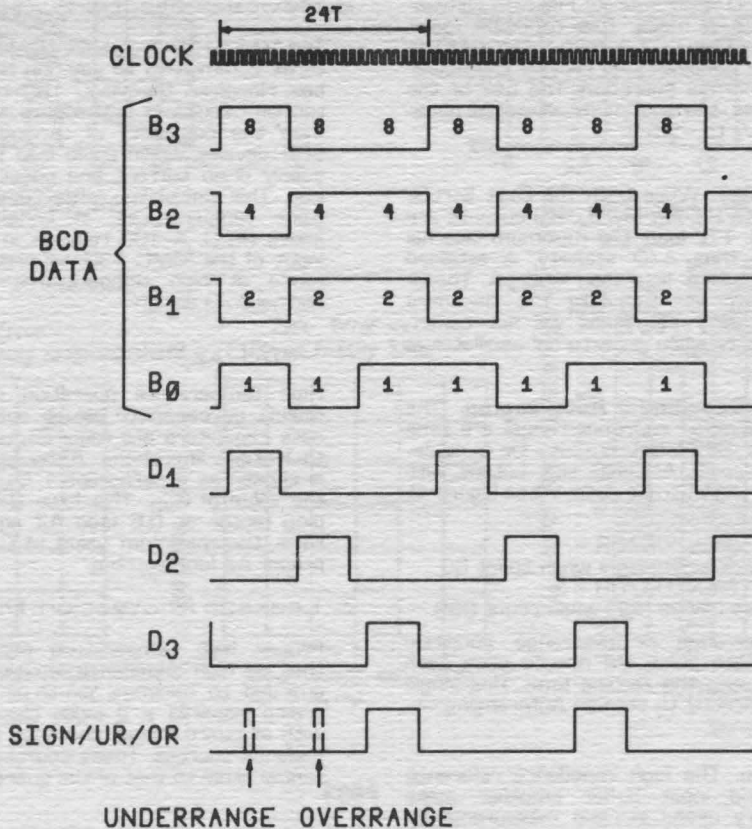 24T
CLOCK
B3 8 8 8 8 8 8 8
B2 4 4 4 4 4 4 4
BCD
DATA
B1 2 2 2 2 2 2 2
BØ 1 1 1 1 1 1 1
D1
D2
D3
SIGN/UR/OR
UNDERRANGE OVERRANGE